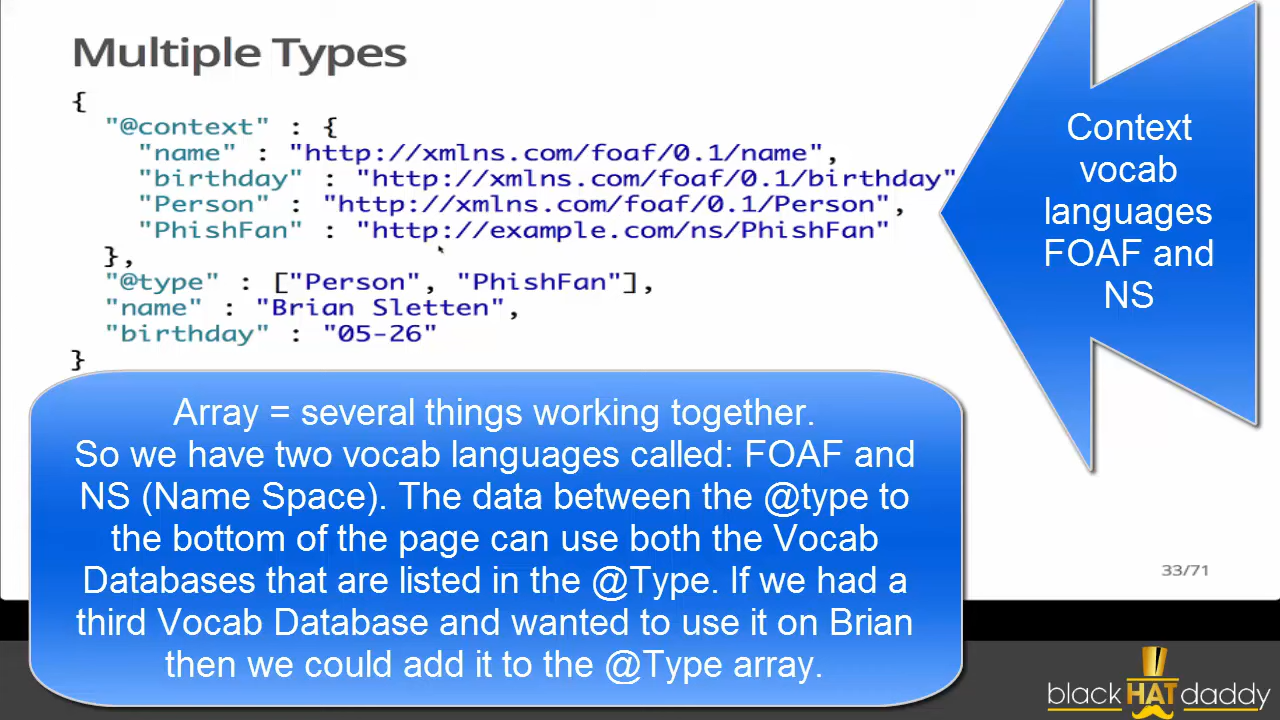 Multiple Types
{
"@context" : {
"name" : "http://xmlns.com/foaf/0.1/name",
"birthday" : "http://xmlns.com/foaf/0.1/birthday"
"Person" : "http://xmlns.com/foaf/0.1/Person",
"PhishFan" : "http://example.com/ns/PhishFan"
},
"@type" : ["Person", "PhishFan"],
"name" : "Brian Sletten",
"birthday" : "05-26"
}
Context
vocab
languages
FOAF and
NS
Array = several things working together.
So we have two vocab languages called: FOAF and
NS (Name Space). The data between the @type to
the bottom of the page can use both the Vocab
Databases that are listed in the @Type. If we had a
third Vocab Database and wanted to use it on Brian
then we could add it to the @Type array.
33/71
blackHATdaddy